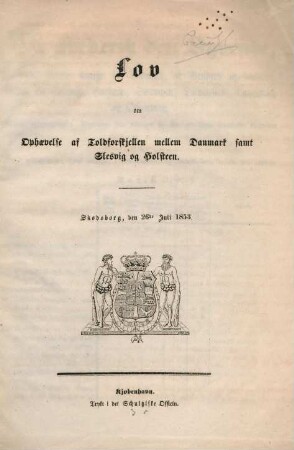 Lov
om
Ophævelse af Toldforskjellen mellem Danmark samt
Slesvig og Holsteen.
Skodsborg, den 26de Juli 1853
Kjøbenhavn.
Trykt i det Schultziske Officin.